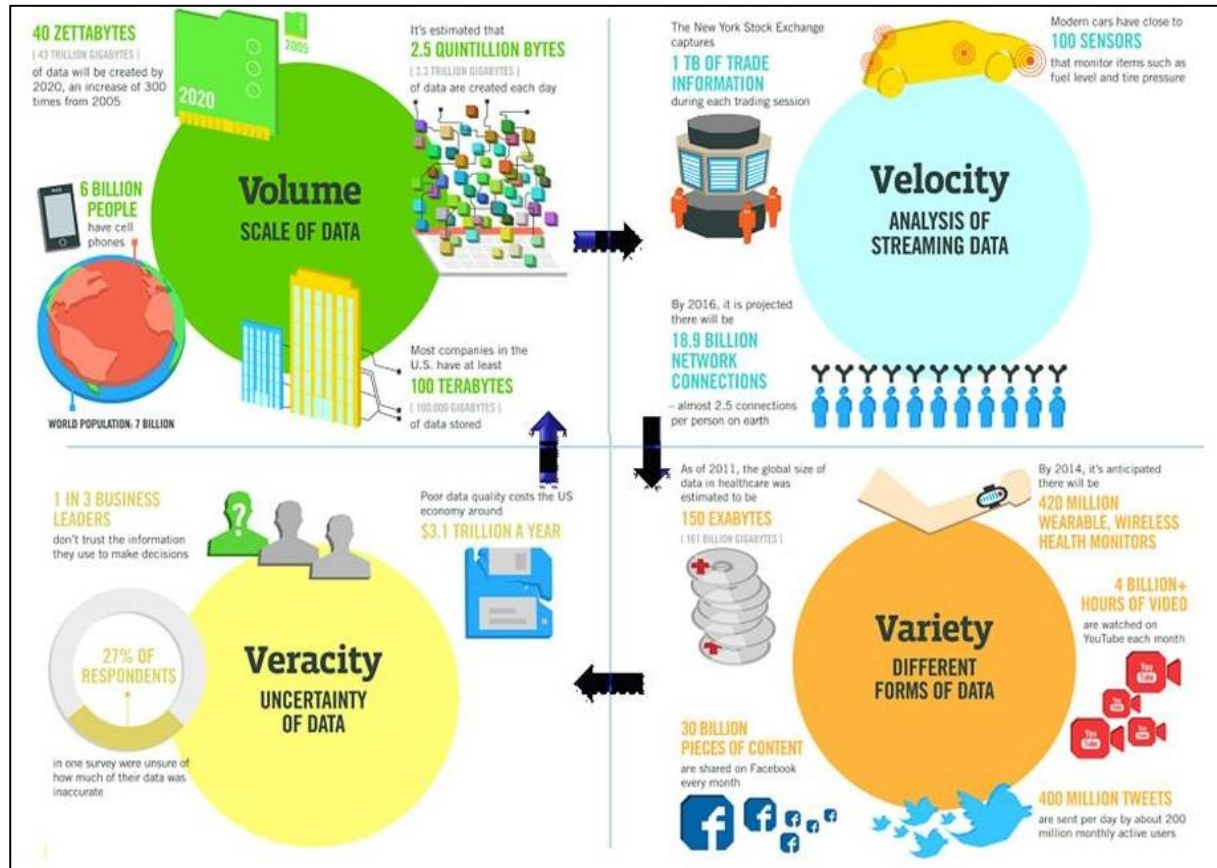 40 ZETTABYTES
[ 43 TRILLION GIGABYTES ]
of data will be created by
2020, an increase of 300
times from 2005
2005
2020
It's estimated that
2.5 QUINTILLION BYTES
[ 2.3 TRILLION GIGABYTES ]
of data are created each day
6 BILLION
PEOPLE
have cell
phones
Volume
SCALE OF DATA
WORLD POPULATION: 7 BILLION
Most companies in the
U.S. have at least
100 TERABYTES
[ 100,000 GIGABYTES ]
of data stored
The New York Stock Exchange
captures
1 TB OF TRADE
INFORMATION
during each trading session
Modern cars have close to
100 SENSORS
that monitor items such as
fuel level and tire pressure
Velocity
ANALYSIS OF
STREAMING DATA
By 2016, it is projected
there will be
18.9 BILLION
NETWORK
CONNECTIONS
– almost 2.5 connections
per person on earth
1 IN 3 BUSINESS
LEADERS
don't trust the information
they use to make decisions
?
Poor data quality costs the US
economy around
$3.1 TRILLION A YEAR
27% OF
RESPONDENTS
in one survey were unsure of
how much of their data was
inaccurate
Veracity
UNCERTAINTY
OF DATA
As of 2011, the global size of
data in healthcare was
estimated to be
150 EXABYTES
[ 161 BILLION GIGABYTES ]
By 2014, it's anticipated
there will be
420 MILLION
WEARABLE, WIRELESS
HEALTH MONITORS
4 BILLION+
HOURS OF VIDEO
are watched on
YouTube each month
You
Tube
You
Tube
You
Tube
You
Tube
Variety
DIFFERENT
FORMS OF DATA
30 BILLION
PIECES OF CONTENT
are shared on Facebook
every month
f
f
f
f
f
f
400 MILLION TWEETS
are sent per day by about 200
million monthly active users